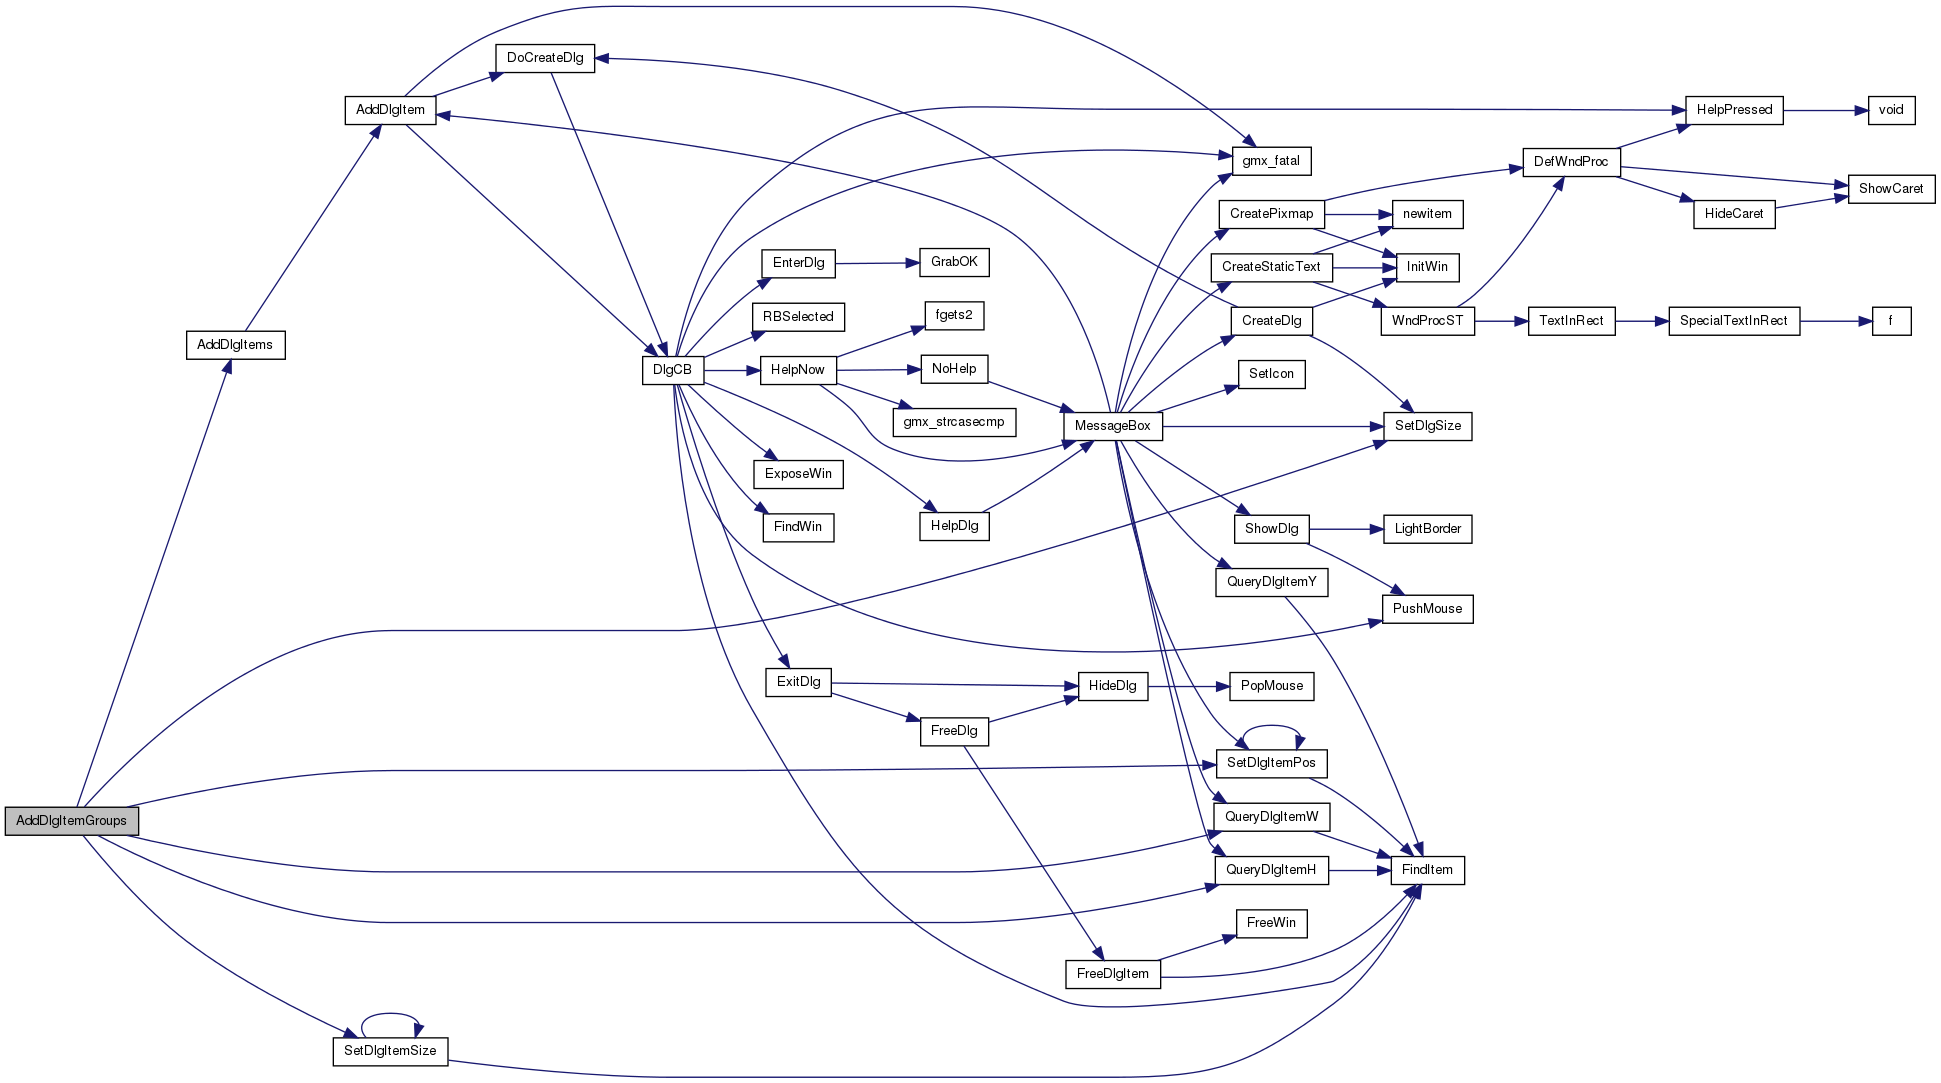 AddDlgItemGroups
AddDlgItems
AddDlgItem
DoCreateDlg
DlgCB
EnterDlg
GrabOK
RBSelected
HelpNow
fgets2
NoHelp
gmx_strcasecmp
ExposeWin
FindWin
HelpDlg
ExitDlg
FreeDlg
HideDlg
PopMouse
MessageBox
gmx_fatal
CreatePixmap
CreateStaticText
CreateDlg
SetIcon
ShowDlg
QueryDlgItemY
SetDlgItemPos
QueryDlgItemW
QueryDlgItemH
FreeWin
FreeDlgItem
SetDlgItemSize
newitem
InitWin
WndProcST
SetDlgSize
LightBorder
PushMouse
FindItem
DefWndProc
TextInRect
SpecialTextInRect
f
HelpPressed
void
HideCaret
ShowCaret